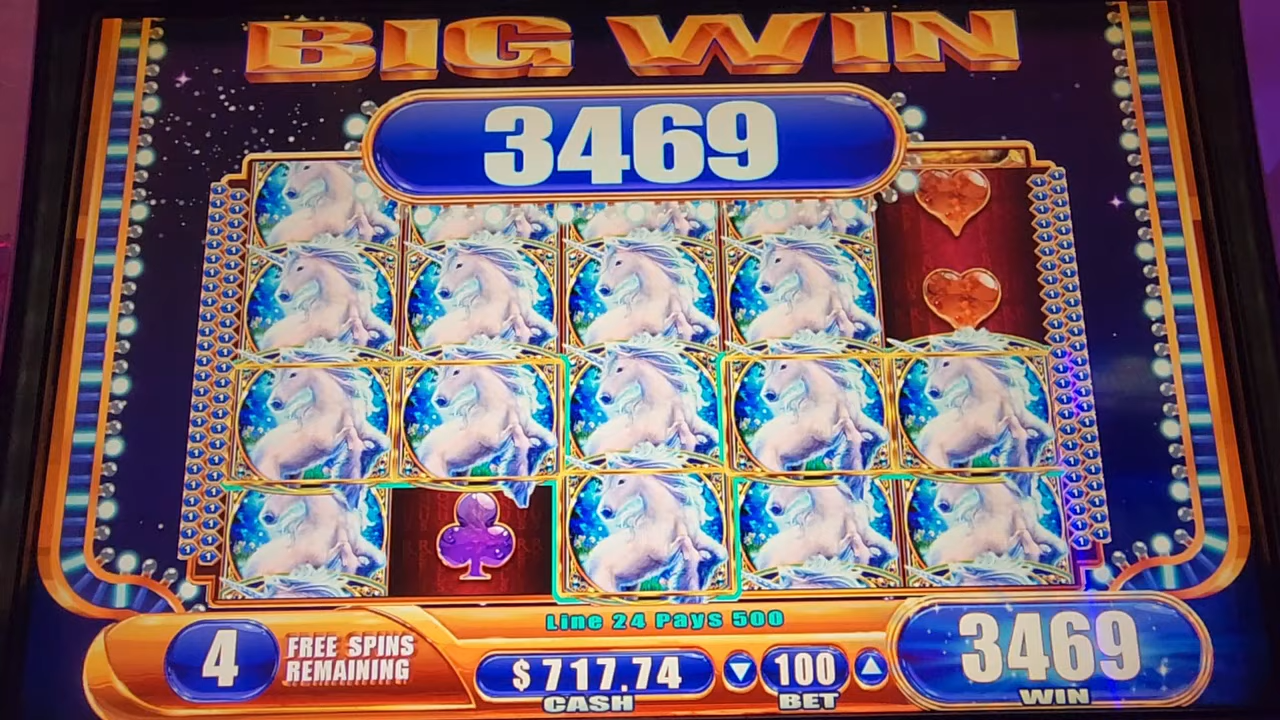 BIG WIN
3469
Line 24 Pays 500
4 FREE SPINS REMAINING
$717.74
CASH
100
BET
3469
WIN